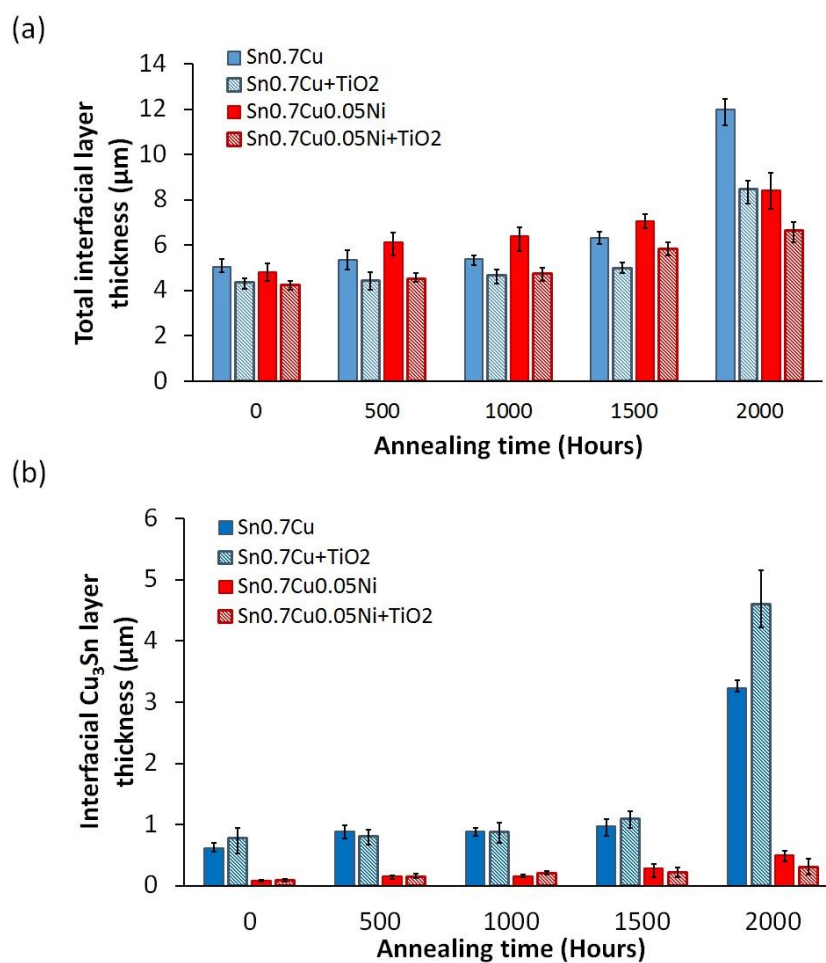 (a)
Total interfacial layer
thickness (µm)
14
12
10
8
6
4
2
0
Sn0.7Cu
Sn0.7Cu+TiO2
Sn0.7Cu0.05Ni
Sn0.7Cu0.05Ni+TiO2
0 500 1000 1500 2000
Annealing time (Hours)
(b)
Interfacial Cu₃Sn layer
thickness (µm)
6
5
4
3
2
1
0
Sn0.7Cu
Sn0.7Cu+TiO2
Sn0.7Cu0.05Ni
Sn0.7Cu0.05Ni+TiO2
0 500 1000 1500 2000
Annealing time (Hours)